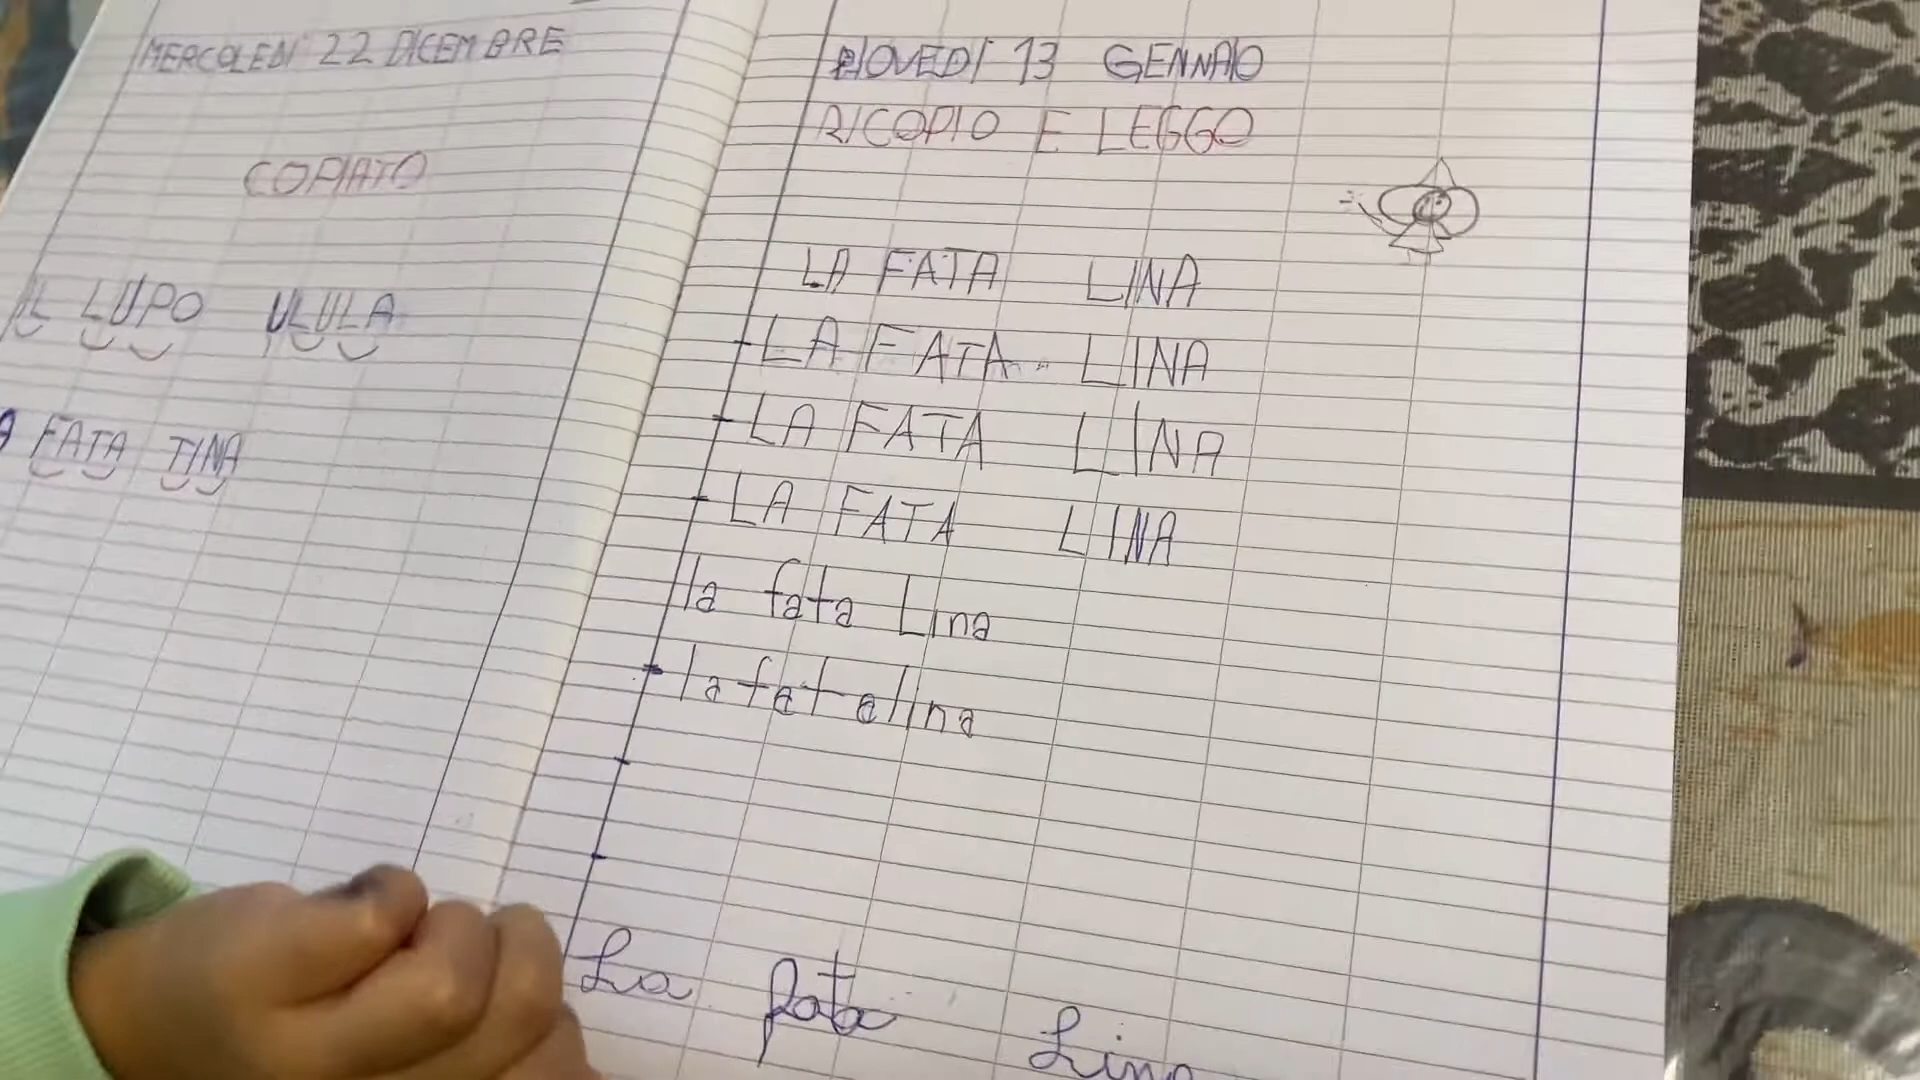 MERCOLEDÌ 22 DICEMBRE
COPIATO
IL LUPO ULULA
FATA TINA
GIOVEDÌ 13 GENNAIO
RICOPIO E LEGGO
LA FATA LINA
- LA FATA LINA
- LA FATA LINA
- LA FATA LINA
la fata Lina
- la fat a lina
La fata Lina